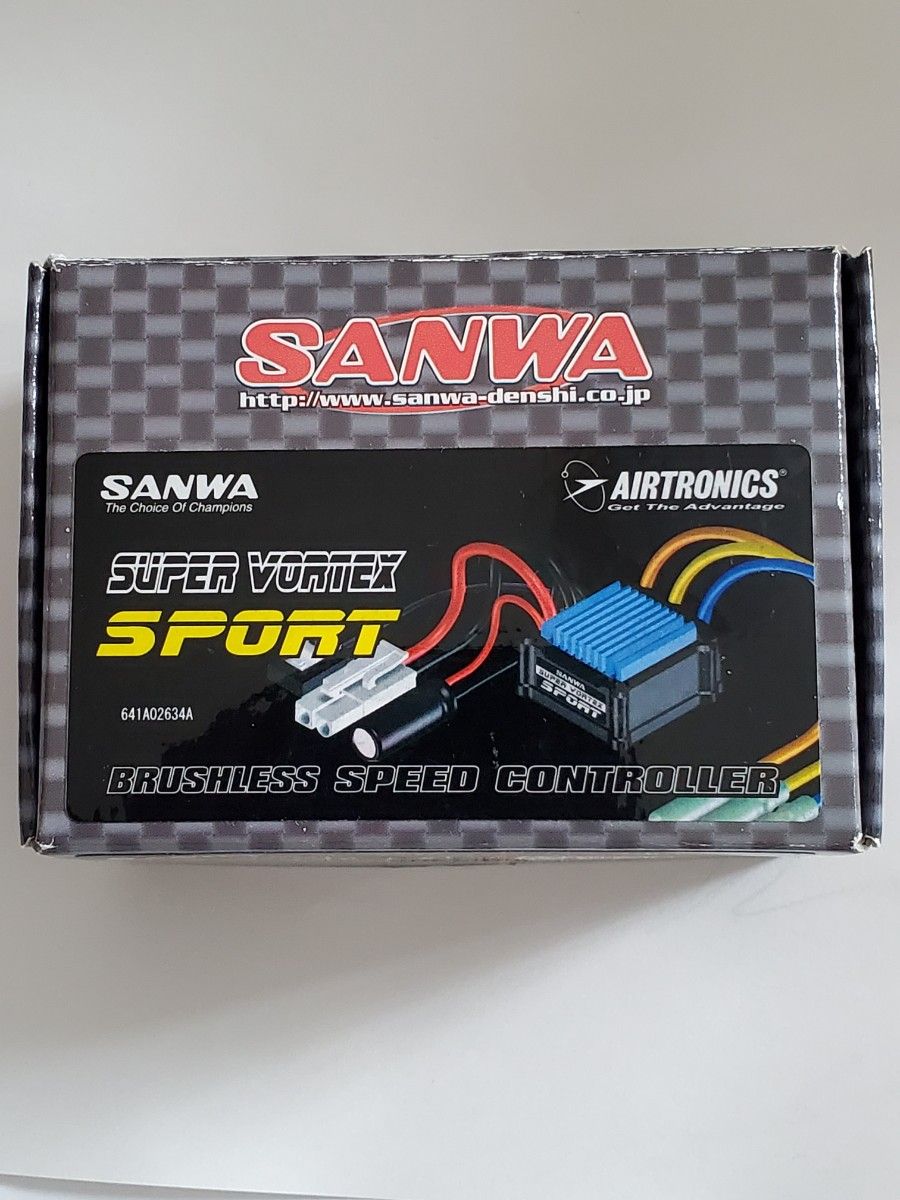 SANWA
http://www.sanwa-denshi.co.jp
SANWA
The Choice Of Champions
AIRTRONICS®
Get The Advantage
SUPER VORTEX
SPORT
641A02634A
SANWA
SUPER VORTEX
SPORT
BRUSHLESS SPEED CONTROLLER